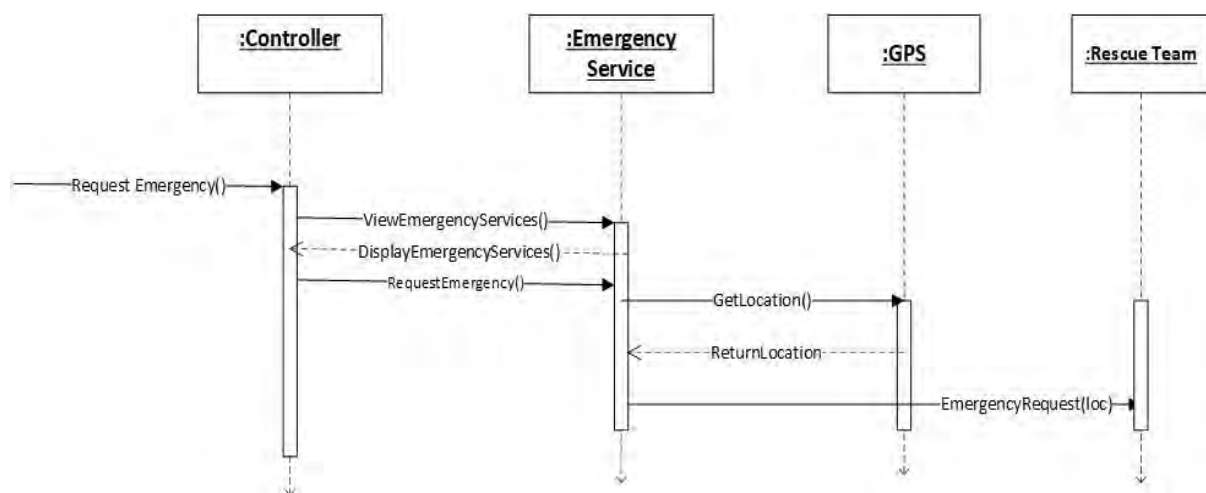 :Controller
:Emergency
Service
:GPS
:Rescue Team
Request Emergency()
ViewEmergencyServices()
DisplayEmergencyServices()
RequestEmergency()
GetLocation()
ReturnLocation
EmergencyRequest(loc)